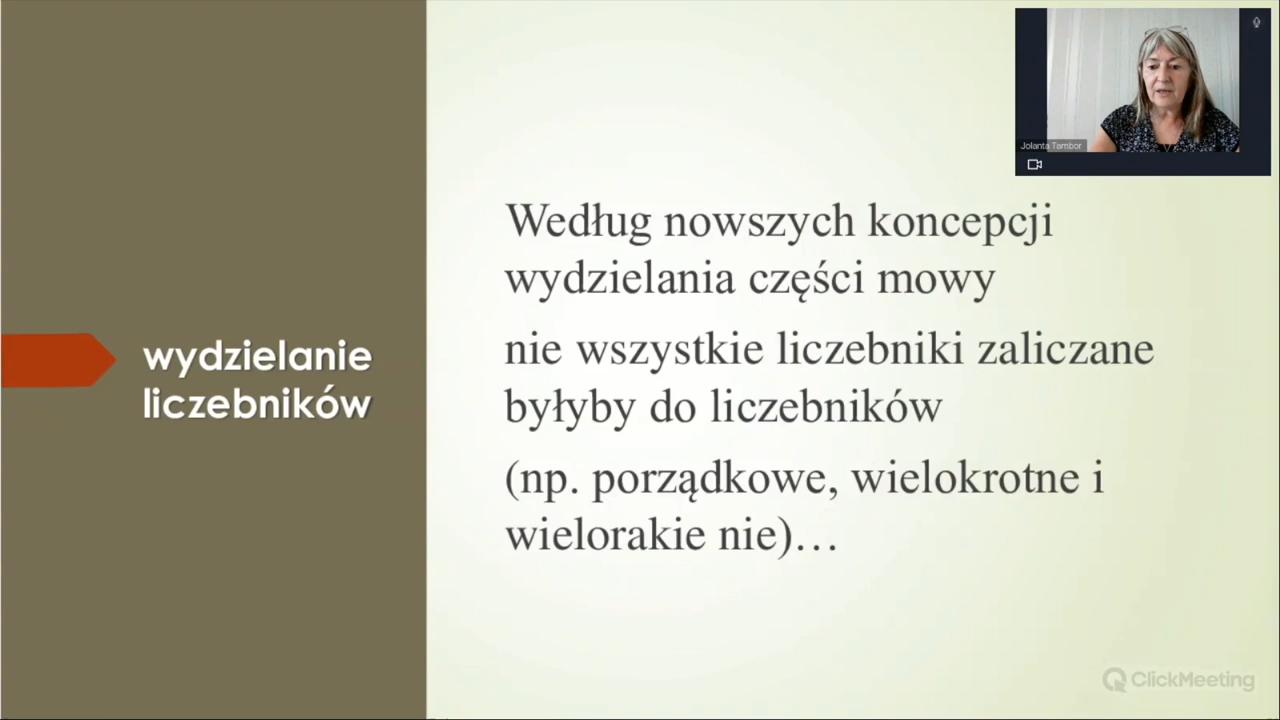 Jolanta Tambor
Według nowszych koncepcji
wydzielania części mowy
nie wszystkie liczebniki zaliczane
byłyby do liczebników
(np. porządkowe, wielokrotne i
wielorakie nie)…
wydzielanie
liczebników
ClickMeeting